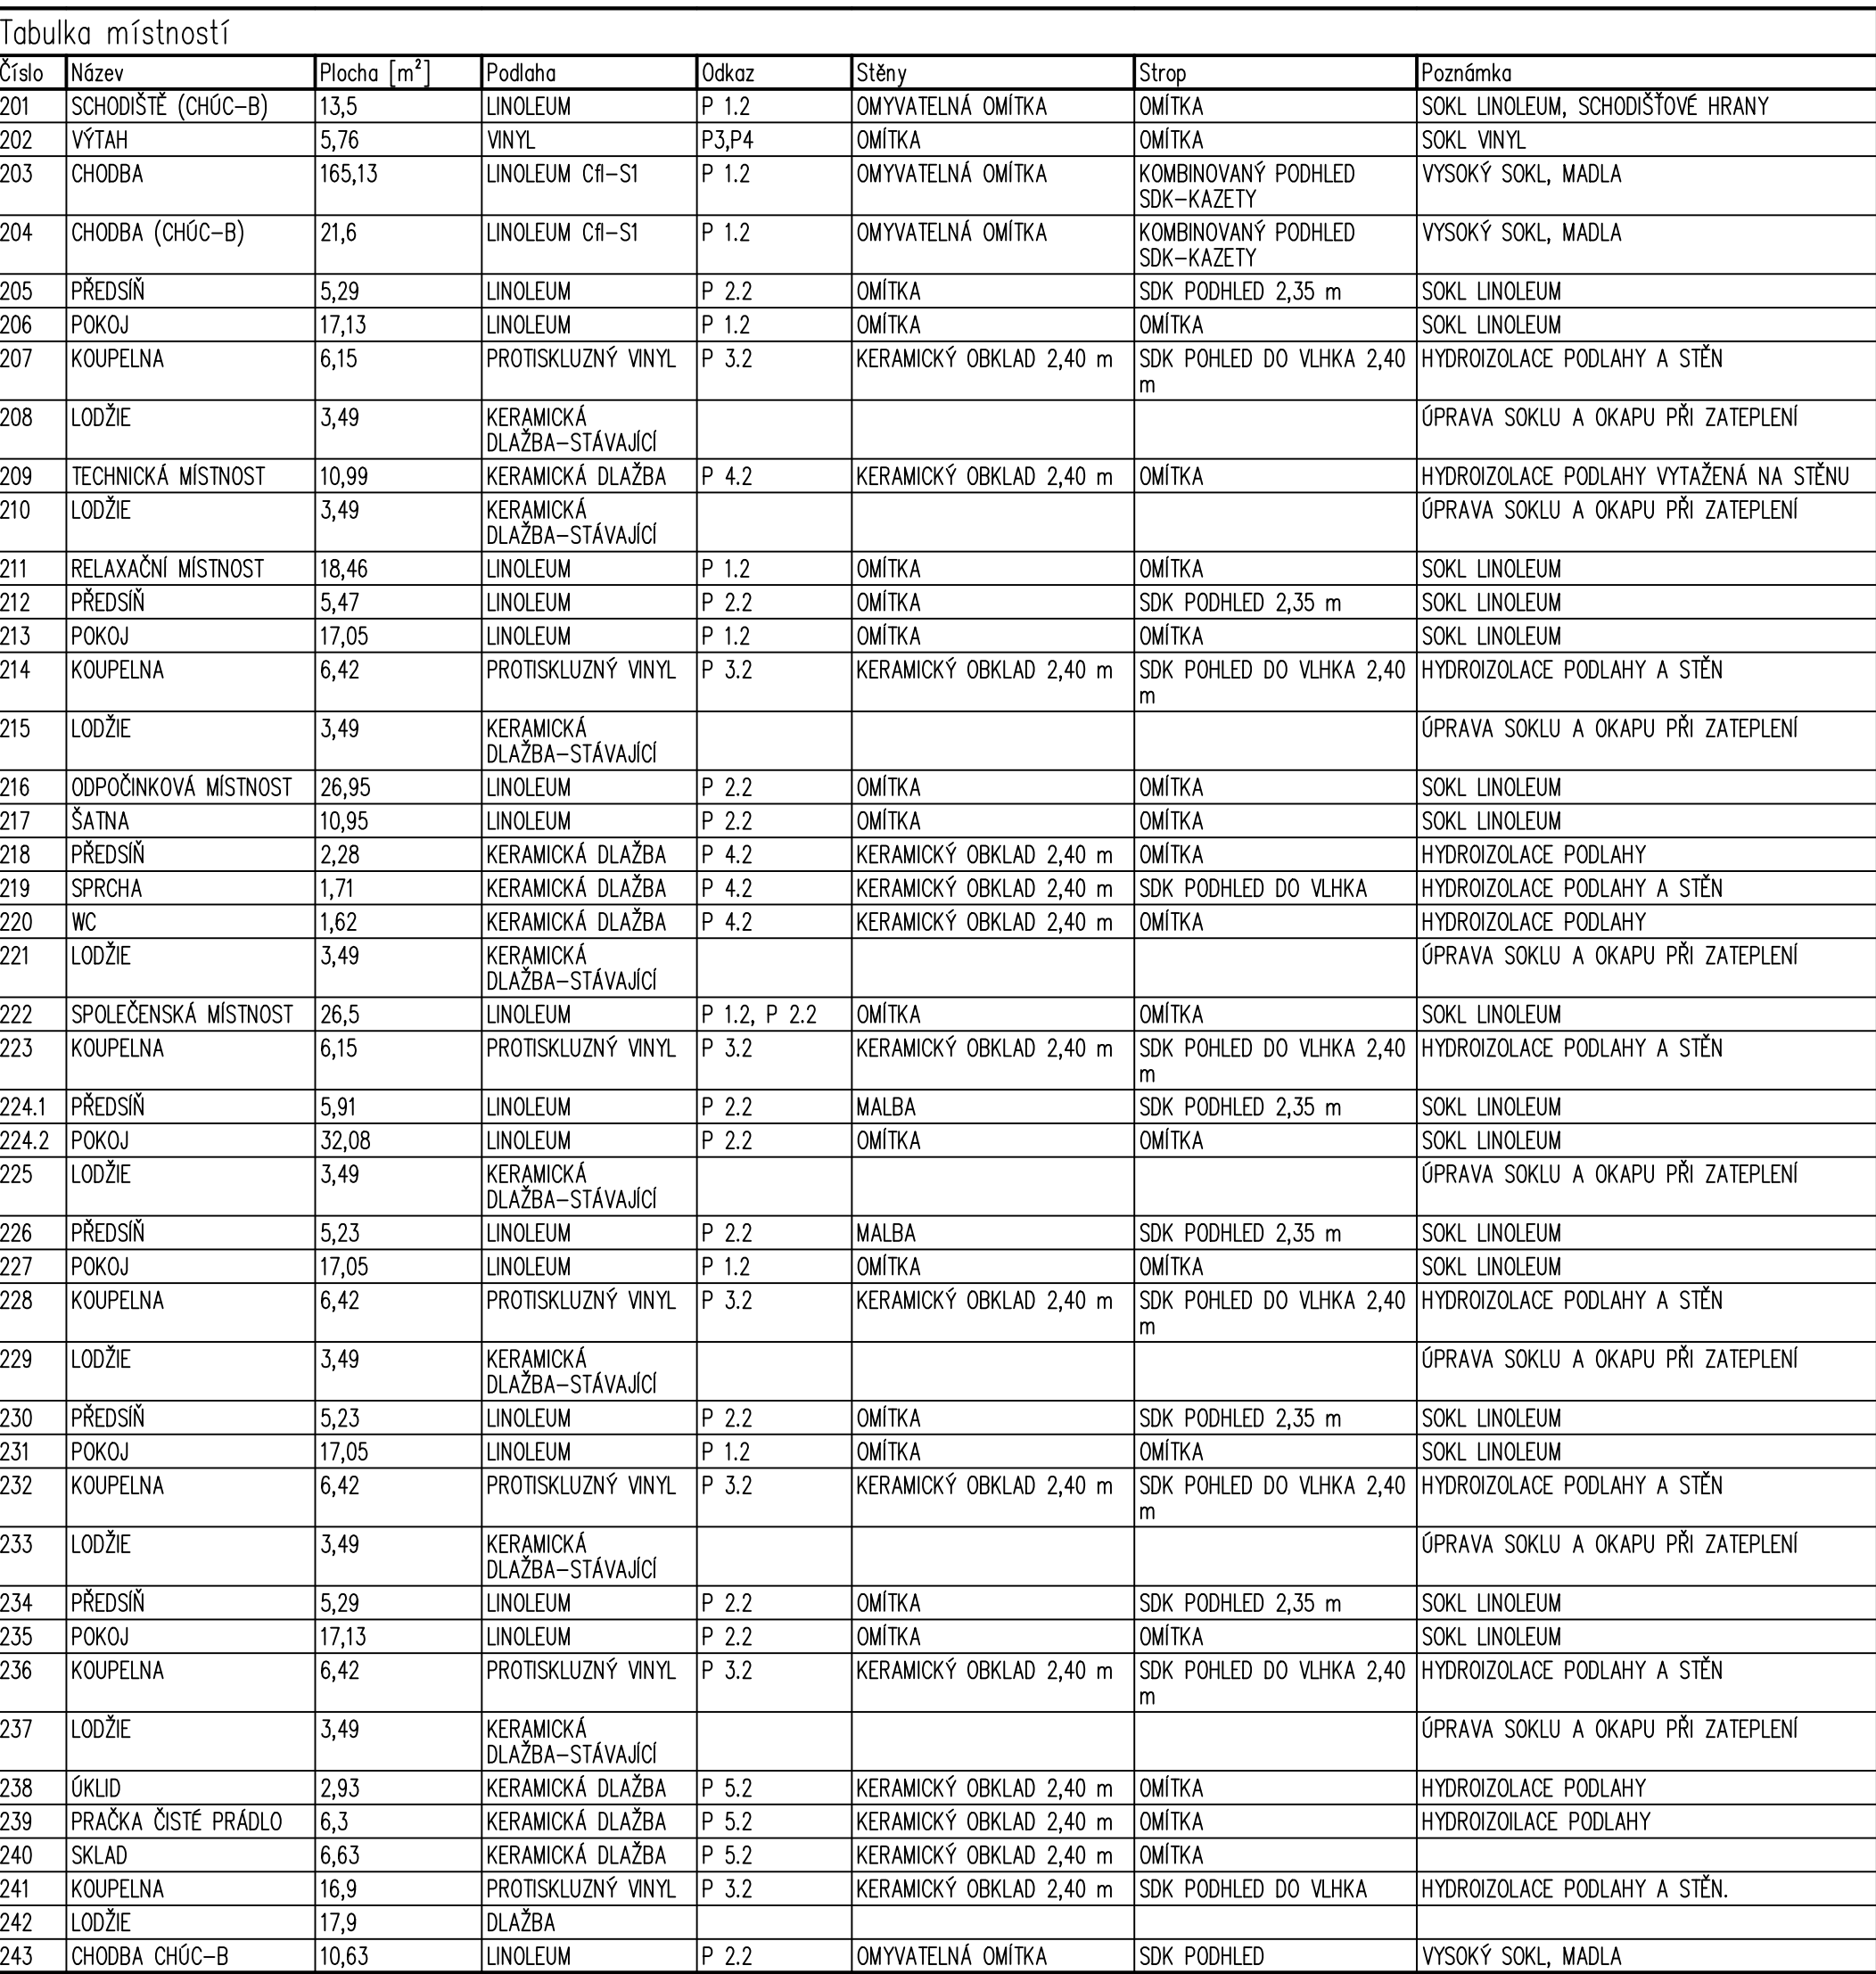 Tabulka místností
Číslo Název Plocha [m²] Podlaha Odkaz Stěny Strop Poznámka
201 SCHODIŠTĚ (CHÚC-B) 13,5 LINOLEUM P 1.2 OMYVATELNÁ OMÍTKA OMÍTKA SOKL LINOLEUM, SCHODIŠŤOVÉ HRANY
202 VÝTAH 5,76 VINYL P3,P4 OMÍTKA OMÍTKA SOKL VINYL
203 CHODBA 165,13 LINOLEUM Cfl-S1 P 1.2 OMYVATELNÁ OMÍTKA KOMBINOVANÝ PODHLED VYSOKÝ SOKL, MADLA
SDK-KAZETY
204 CHODBA (CHÚC-B) 21,6 LINOLEUM Cfl-S1 P 1.2 OMYVATELNÁ OMÍTKA KOMBINOVANÝ PODHLED VYSOKÝ SOKL, MADLA
SDK-KAZETY
205 PŘEDSÍŇ 5,29 LINOLEUM P 2.2 OMÍTKA SDK PODHLED 2,35 m SOKL LINOLEUM
206 POKOJ 17,13 LINOLEUM P 1.2 OMÍTKA OMÍTKA SOKL LINOLEUM
207 KOUPELNA 6,15 PROTISKLUZNÝ VINYL P 3.2 KERAMICKÝ OBKLAD 2,40 m SDK POHLED DO VLHKA 2,40 HYDROIZOLACE PODLAHY A STĚN
m
208 LODŽIE 3,49 KERAMICKÁ ÚPRAVA SOKLU A OKAPU PŘI ZATEPLENÍ
DLAŽBA-STÁVAJÍCÍ
209 TECHNICKÁ MÍSTNOST 10,99 KERAMICKÁ DLAŽBA P 4.2 KERAMICKÝ OBKLAD 2,40 m OMÍTKA HYDROIZOLACE PODLAHY VYTAŽENÁ NA STĚNU
210 LODŽIE 3,49 KERAMICKÁ ÚPRAVA SOKLU A OKAPU PŘI ZATEPLENÍ
DLAŽBA-STÁVAJÍCÍ
211 RELAXAČNÍ MÍSTNOST 18,46 LINOLEUM P 1.2 OMÍTKA OMÍTKA SOKL LINOLEUM
212 PŘEDSÍŇ 5,47 LINOLEUM P 2.2 OMÍTKA SDK PODHLED 2,35 m SOKL LINOLEUM
213 POKOJ 17,05 LINOLEUM P 1.2 OMÍTKA OMÍTKA SOKL LINOLEUM
214 KOUPELNA 6,42 PROTISKLUZNÝ VINYL P 3.2 KERAMICKÝ OBKLAD 2,40 m SDK POHLED DO VLHKA 2,40 HYDROIZOLACE PODLAHY A STĚN
m
215 LODŽIE 3,49 KERAMICKÁ ÚPRAVA SOKLU A OKAPU PŘI ZATEPLENÍ
DLAŽBA-STÁVAJÍCÍ
216 ODPOČINKOVÁ MÍSTNOST 26,95 LINOLEUM P 2.2 OMÍTKA OMÍTKA SOKL LINOLEUM
217 ŠATNA 10,95 LINOLEUM P 2.2 OMÍTKA OMÍTKA SOKL LINOLEUM
218 PŘEDSÍŇ 2,28 KERAMICKÁ DLAŽBA P 4.2 KERAMICKÝ OBKLAD 2,40 m OMÍTKA HYDROIZOLACE PODLAHY
219 SPRCHA 1,71 KERAMICKÁ DLAŽBA P 4.2 KERAMICKÝ OBKLAD 2,40 m SDK PODHLED DO VLHKA HYDROIZOLACE PODLAHY A STĚN
220 WC 1,62 KERAMICKÁ DLAŽBA P 4.2 KERAMICKÝ OBKLAD 2,40 m OMÍTKA HYDROIZOLACE PODLAHY
221 LODŽIE 3,49 KERAMICKÁ ÚPRAVA SOKLU A OKAPU PŘI ZATEPLENÍ
DLAŽBA-STÁVAJÍCÍ
222 SPOLEČENSKÁ MÍSTNOST 26,5 LINOLEUM P 1.2, P 2.2 OMÍTKA OMÍTKA SOKL LINOLEUM
223 KOUPELNA 6,15 PROTISKLUZNÝ VINYL P 3.2 KERAMICKÝ OBKLAD 2,40 m SDK POHLED DO VLHKA 2,40 HYDROIZOLACE PODLAHY A STĚN
m
224.1 PŘEDSÍŇ 5,91 LINOLEUM P 2.2 MALBA SDK PODHLED 2,35 m SOKL LINOLEUM
224.2 POKOJ 32,08 LINOLEUM P 2.2 OMÍTKA OMÍTKA SOKL LINOLEUM
225 LODŽIE 3,49 KERAMICKÁ ÚPRAVA SOKLU A OKAPU PŘI ZATEPLENÍ
DLAŽBA-STÁVAJÍCÍ
226 PŘEDSÍŇ 5,23 LINOLEUM P 2.2 MALBA SDK PODHLED 2,35 m SOKL LINOLEUM
227 POKOJ 17,05 LINOLEUM P 1.2 OMÍTKA OMÍTKA SOKL LINOLEUM
228 KOUPELNA 6,42 PROTISKLUZNÝ VINYL P 3.2 KERAMICKÝ OBKLAD 2,40 m SDK POHLED DO VLHKA 2,40 HYDROIZOLACE PODLAHY A STĚN
m
229 LODŽIE 3,49 KERAMICKÁ ÚPRAVA SOKLU A OKAPU PŘI ZATEPLENÍ
DLAŽBA-STÁVAJÍCÍ
230 PŘEDSÍŇ 5,23 LINOLEUM P 2.2 OMÍTKA SDK PODHLED 2,35 m SOKL LINOLEUM
231 POKOJ 17,05 LINOLEUM P 1.2 OMÍTKA OMÍTKA SOKL LINOLEUM
232 KOUPELNA 6,42 PROTISKLUZNÝ VINYL P 3.2 KERAMICKÝ OBKLAD 2,40 m SDK POHLED DO VLHKA 2,40 HYDROIZOLACE PODLAHY A STĚN
m
233 LODŽIE 3,49 KERAMICKÁ ÚPRAVA SOKLU A OKAPU PŘI ZATEPLENÍ
DLAŽBA-STÁVAJÍCÍ
234 PŘEDSÍŇ 5,29 LINOLEUM P 2.2 OMÍTKA SDK PODHLED 2,35 m SOKL LINOLEUM
235 POKOJ 17,13 LINOLEUM P 2.2 OMÍTKA OMÍTKA SOKL LINOLEUM
236 KOUPELNA 6,42 PROTISKLUZNÝ VINYL P 3.2 KERAMICKÝ OBKLAD 2,40 m SDK POHLED DO VLHKA 2,40 HYDROIZOLACE PODLAHY A STĚN
m
237 LODŽIE 3,49 KERAMICKÁ ÚPRAVA SOKLU A OKAPU PŘI ZATEPLENÍ
DLAŽBA-STÁVAJÍCÍ
238 ÚKLID 2,93 KERAMICKÁ DLAŽBA P 5.2 KERAMICKÝ OBKLAD 2,40 m OMÍTKA HYDROIZOLACE PODLAHY
239 PRAČKA ČISTÉ PRÁDLO 6,3 KERAMICKÁ DLAŽBA P 5.2 KERAMICKÝ OBKLAD 2,40 m OMÍTKA HYDROIZOILACE PODLAHY
240 SKLAD 6,63 KERAMICKÁ DLAŽBA P 5.2 KERAMICKÝ OBKLAD 2,40 m OMÍTKA
241 KOUPELNA 16,9 PROTISKLUZNÝ VINYL P 3.2 KERAMICKÝ OBKLAD 2,40 m SDK PODHLED DO VLHKA HYDROIZOLACE PODLAHY A STĚN.
242 LODŽIE 17,9 DLAŽBA
243 CHODBA CHÚC-B 10,63 LINOLEUM P 2.2 OMYVATELNÁ OMÍTKA SDK PODHLED VYSOKÝ SOKL, MADLA